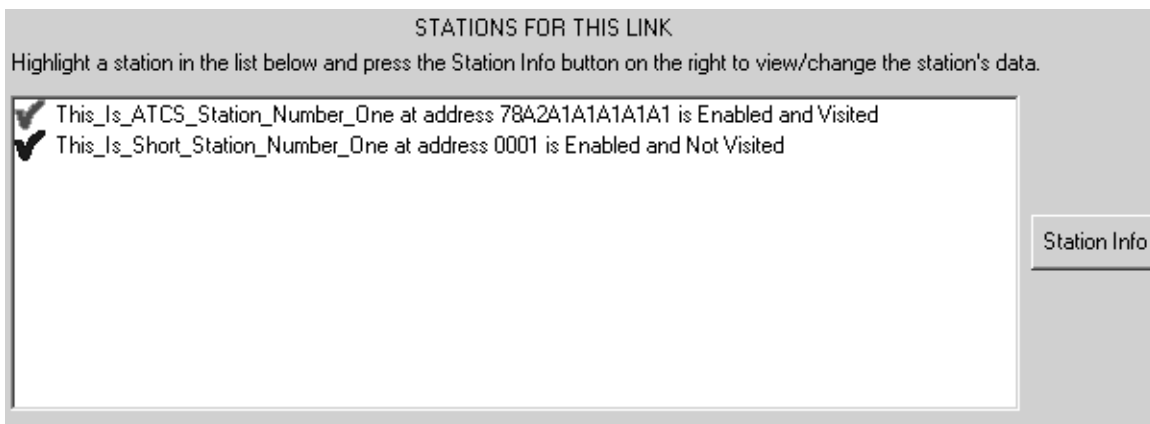 STATIONS FOR THIS LINK
Highlight a station in the list below and press the Station Info button on the right to view/change the station's data.
This_Is_ATCS_Station_Number_One at address 78A2A1A1A1A1A1 is Enabled and Visited
This_Is_Short_Station_Number_One at address 0001 is Enabled and Not Visited
Station Info